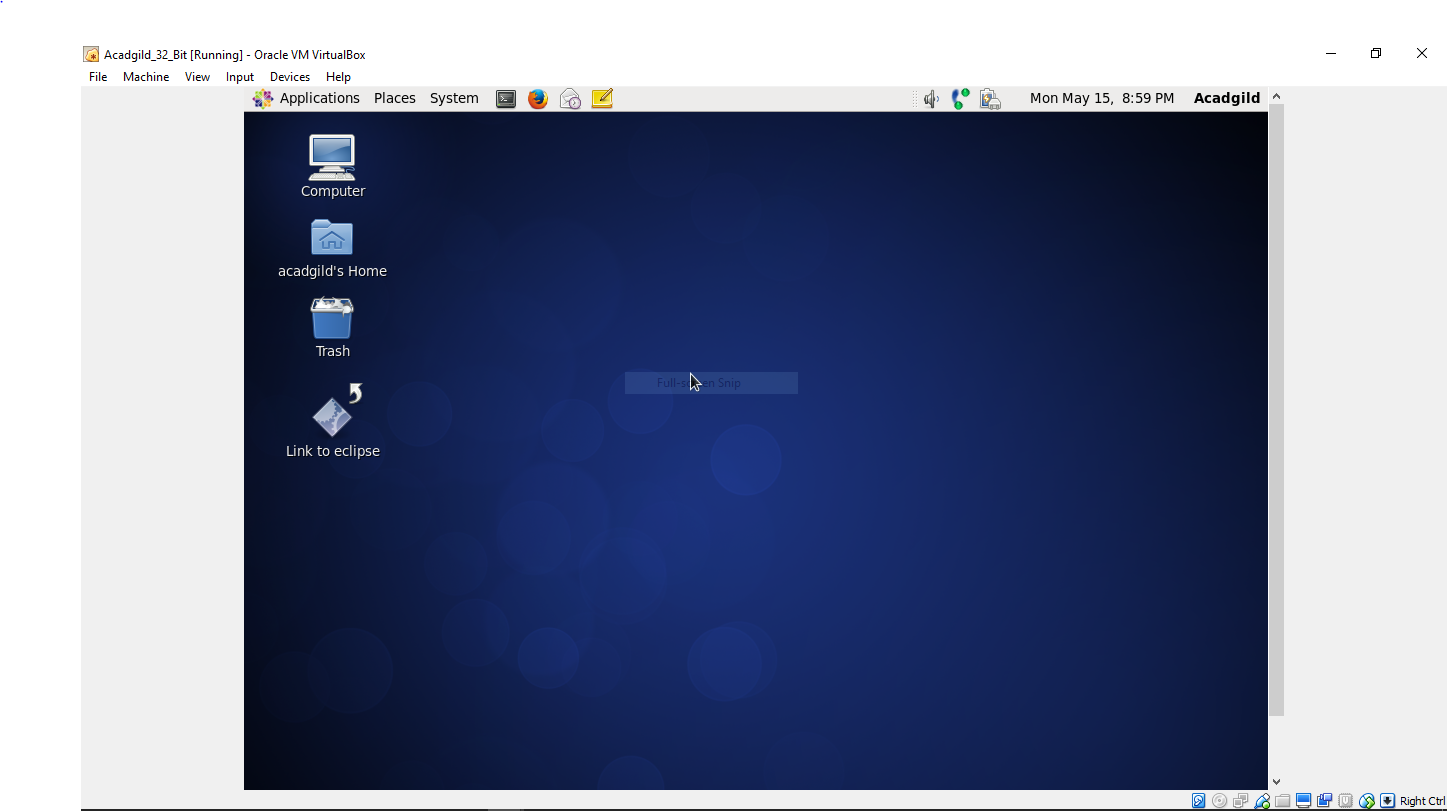 Acadgild_32_Bit [Running] - Oracle VM VirtualBox
File Machine View Input Devices Help
Applications Places System Mon May 15, 8:59 PM Acadgild
Computer
acadgild's Home
Trash
Full-screen Snip
Link to eclipse
Right Ctrl